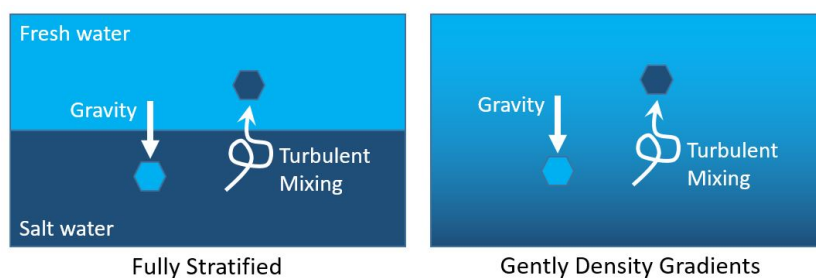 Fresh water
Gravity
Turbulent
Mixing
Salt water
Fully Stratified
Gravity
Turbulent
Mixing
Gently Density Gradients